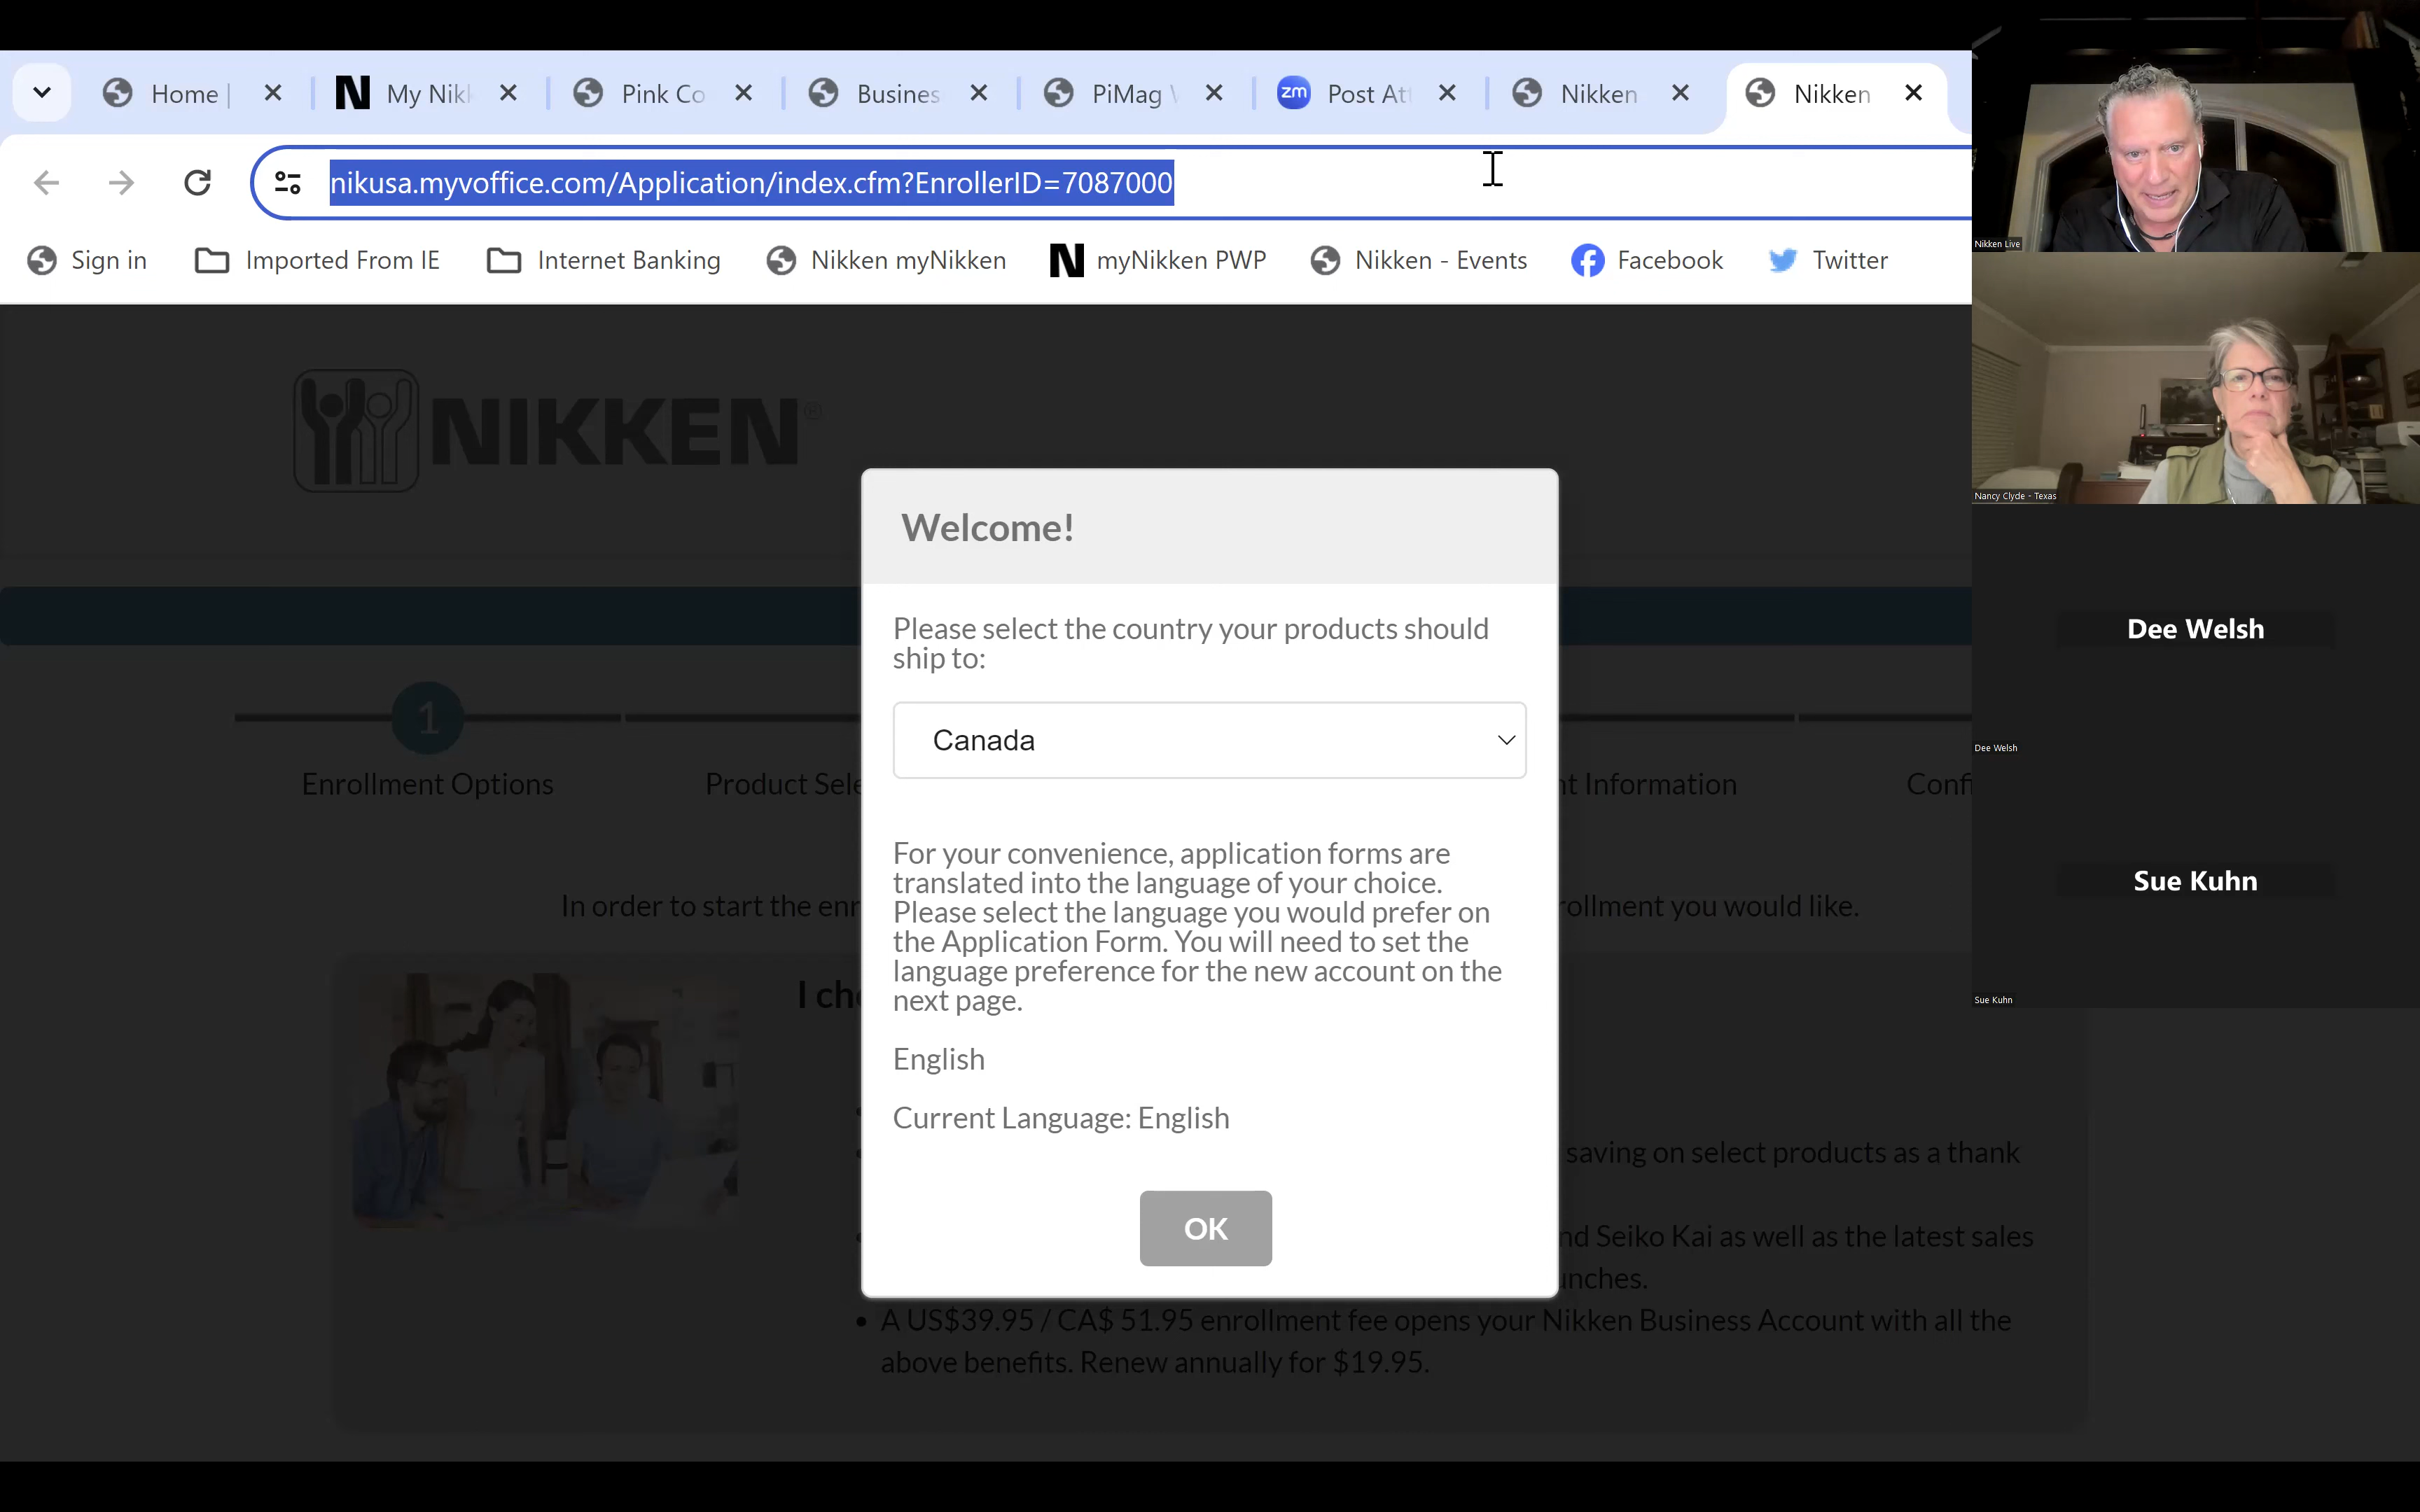 Home |
My Nikk
Pink Co
Busines
PiMag
zm
Post Att
Nikken
Nikken
nikusa.myvoffice.com/Application/index.cfm?EnrollerID=7087000
Sign in
Imported From IE
Internet Banking
Nikken myNikken
N myNikken PWP
Nikken - Events
Facebook
Twitter
NIKKEN®
Welcome!
Please select the country your products should
ship to:
Canada
1
Enrollment Options
Product Sele
nt Information
Confi
For your convenience, application forms are
translated into the language of your choice.
Please select the language you would prefer on
the Application Form. You will need to set the
language preference for the new account on the
next page.
English
Current Language: English
OK
In order to start the enr
ollment you would like.
I cho
saving on select products as a thank
nd Seiko Kai as well as the latest sales
unches.
• A US$39.95 / CA$ 51.95 enrollment fee opens your Nikken Business Account with all the
above benefits. Renew annually for $19.95.
Nikken Live
Nancy Clyde - Texas
Dee Welsh
Dee Welsh
Sue Kuhn
Sue Kuhn